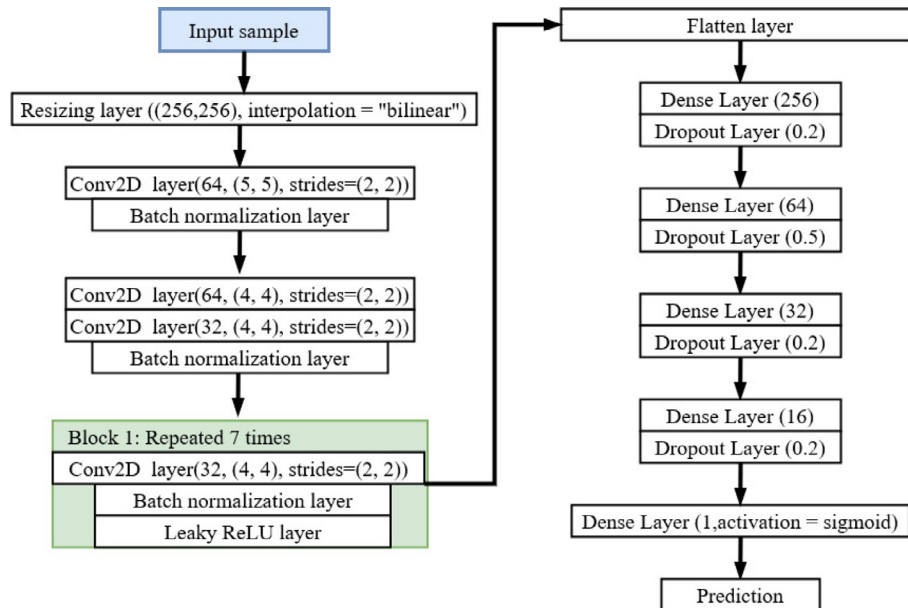 Input sample
Resizing layer ((256,256), interpolation = "bilinear")
Conv2D layer(64, (5, 5), strides=(2, 2))
Batch normalization layer
Conv2D layer(64, (4, 4), strides=(2, 2))
Conv2D layer(32, (4, 4), strides=(2, 2))
Batch normalization layer
Block 1: Repeated 7 times
Conv2D layer(32, (4, 4), strides=(2, 2))
Batch normalization layer
Leaky ReLU layer
Flatten layer
Dense Layer (256)
Dropout Layer (0.2)
Dense Layer (64)
Dropout Layer (0.5)
Dense Layer (32)
Dropout Layer (0.2)
Dense Layer (16)
Dropout Layer (0.2)
Dense Layer (1,activation = sigmoid)
Prediction